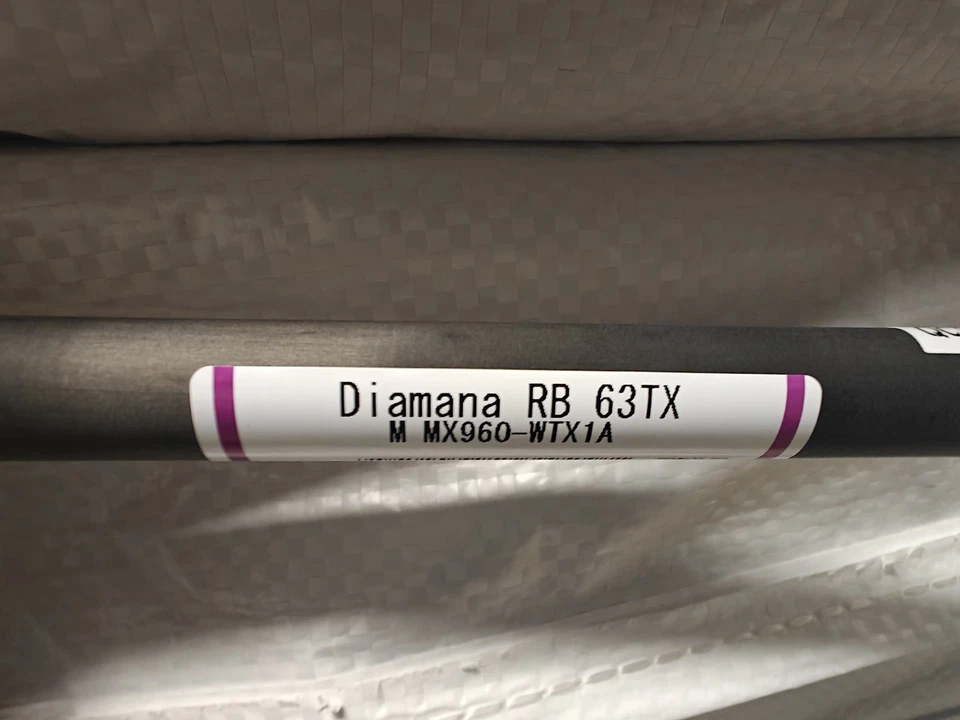 Diamana RB 63TX
M MX960-WTX1A